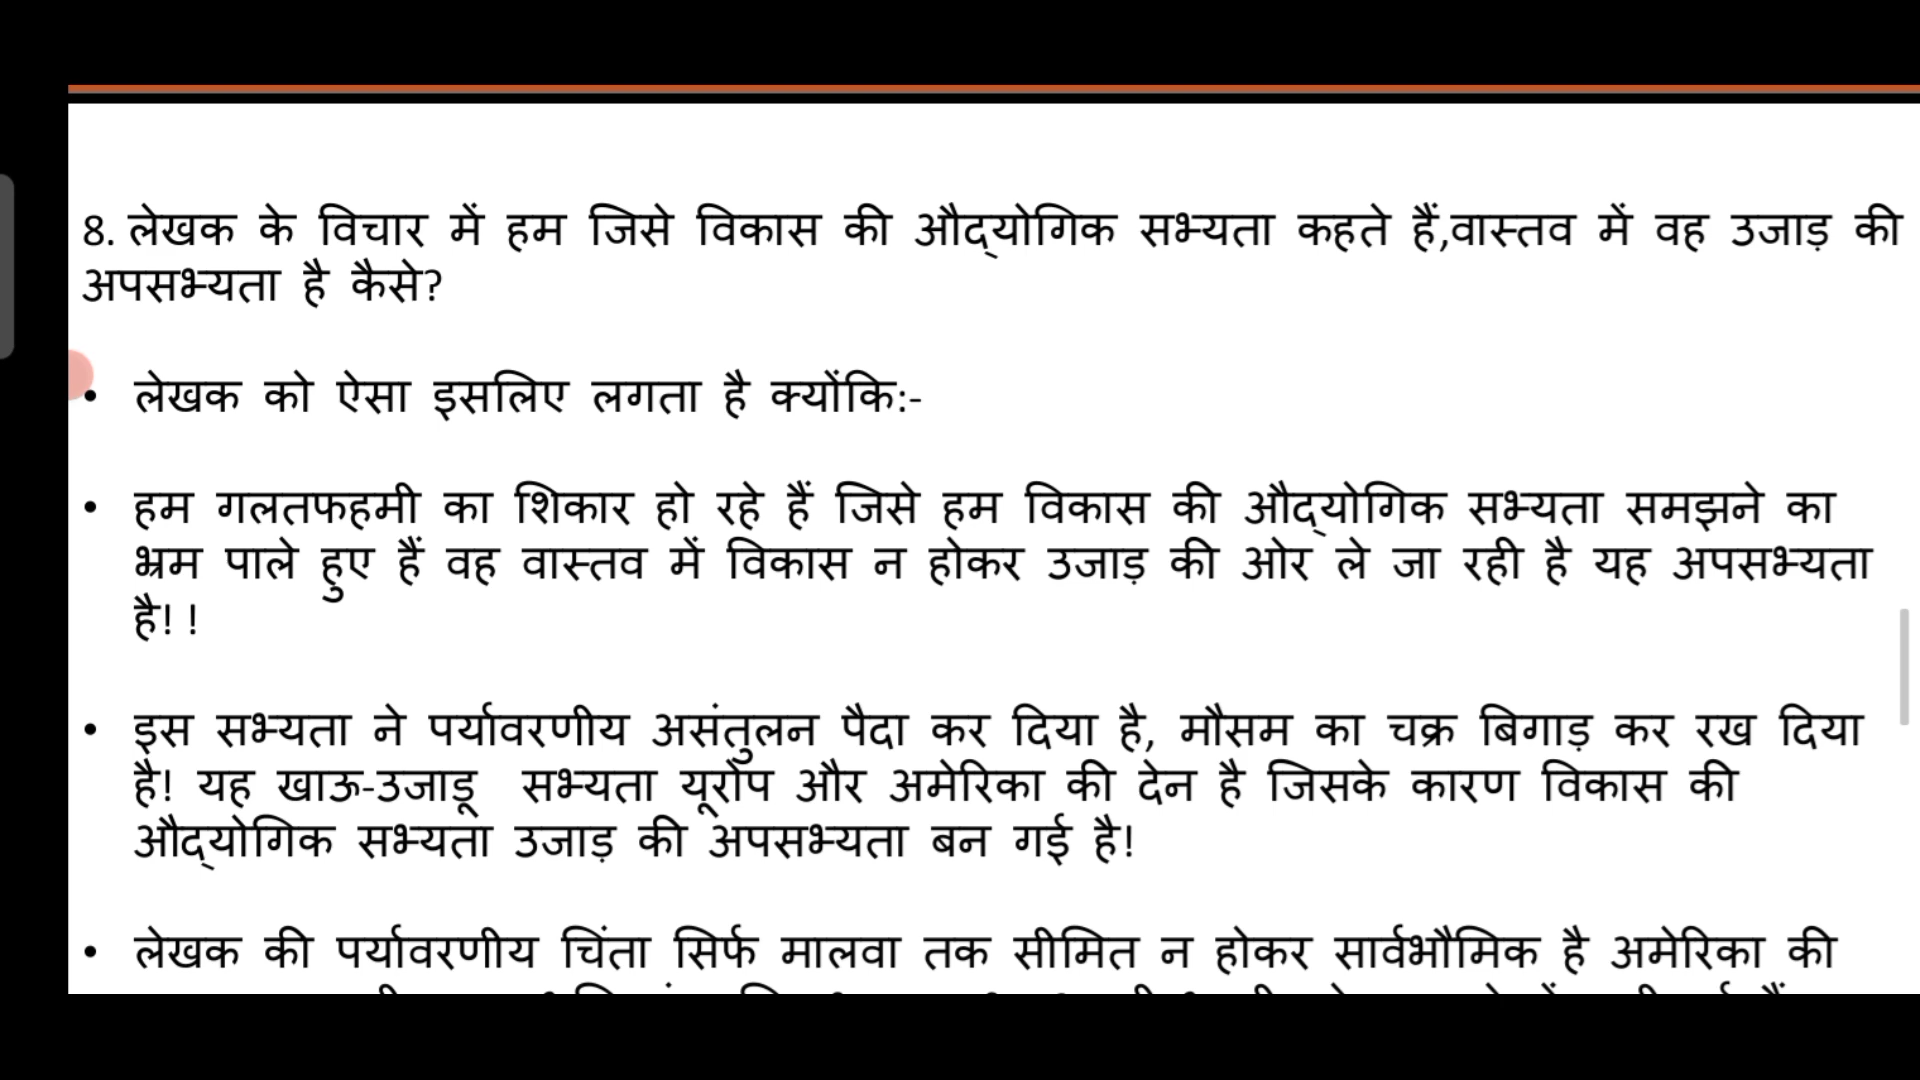 8. लेखक के विचार में हम जिसे विकास की औद्योगिक सभ्यता कहते हैं,वास्तव में वह उजाड़ की
अपसभ्यता है कैसे?
• लेखक को ऐसा इसलिए लगता है क्योंकि:-
• हम गलतफहमी का शिकार हो रहे हैं जिसे हम विकास की औद्योगिक सभ्यता समझने का
भ्रम पाले हुए हैं वह वास्तव में विकास न होकर उजाड़ की ओर ले जा रही है यह अपसभ्यता
है! !
• इस सभ्यता ने पर्यावरणीय असंतुलन पैदा कर दिया है, मौसम का चक्र बिगाड़ कर रख दिया
है! यह खाऊ-उजाड़ू सभ्यता यूरोप और अमेरिका की देन है जिसके कारण विकास की
औद्योगिक सभ्यता उजाड़ की अपसभ्यता बन गई है!
• लेखक की पर्यावरणीय चिंता सिर्फ मालवा तक सीमित न होकर सार्वभौमिक है अमेरिका की